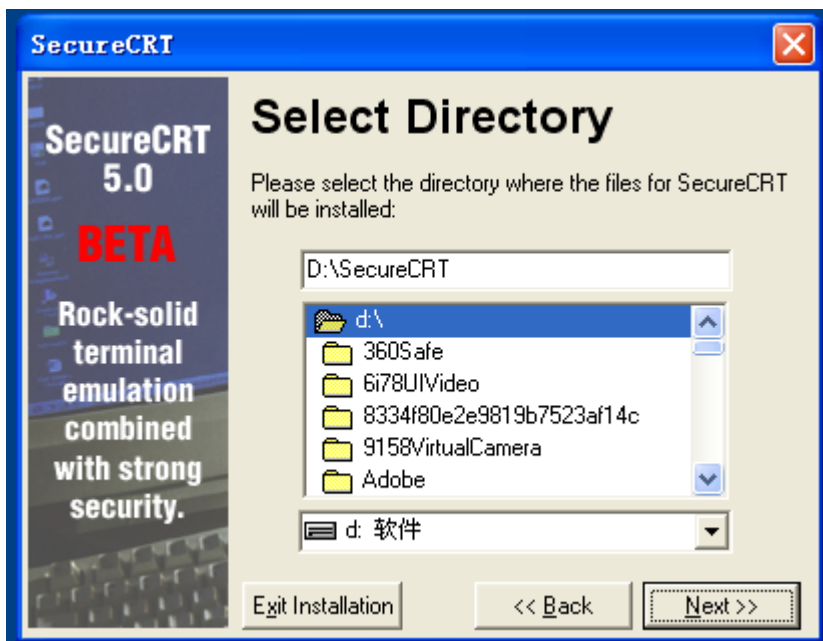 SecureCRT
SecureCRT
5.0
BETA
Rock-solid
terminal
emulation
combined
with strong
security.
Select Directory
Please select the directory where the files for SecureCRT
will be installed:
D:\SecureCRT
d:\
360Safe
6i78UIVideo
8334f80e2e9819b7523af14c
9158VirtualCamera
Adobe
d: 软件
Exit Installation
<< Back
Next >>